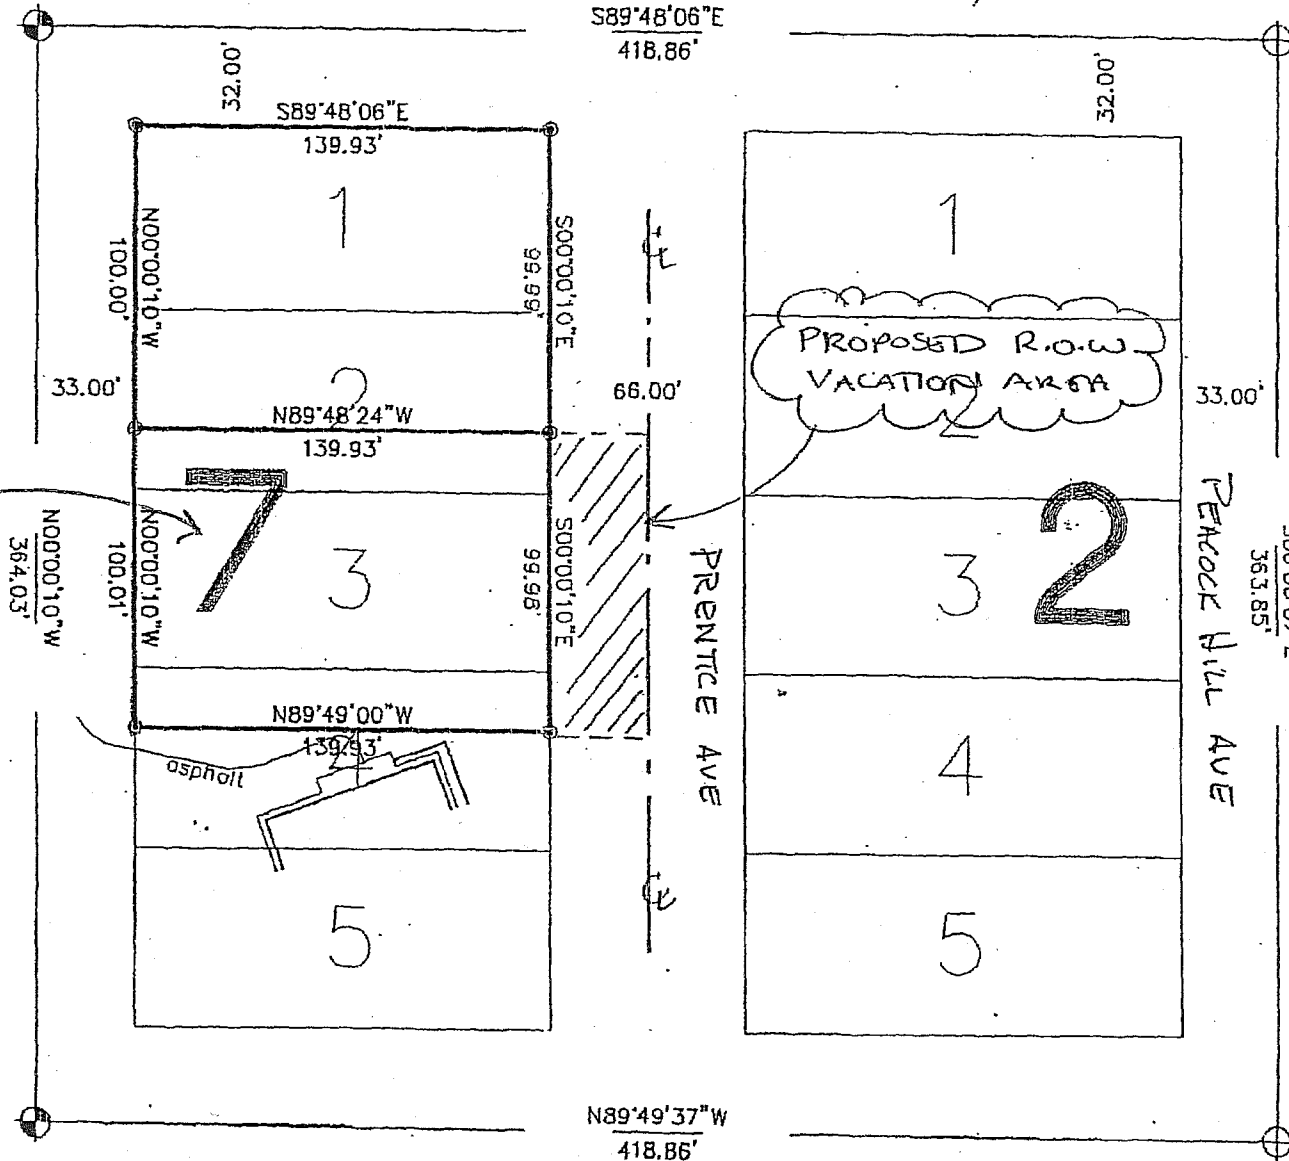 S89°48'06"E
418.86'
32.00'
32.00'
S89°48'06"E
139.93'
1
1
N00°00'10"W
100.00'
S00°00'10"E
99.99'
℄
PROPOSED R.O.W.
VACATION AREA
33.00'
2
66.00'
2
33.00'
N89°48'24"W
139.93'
7
3
N00°00'10"W
364.03'
N00°00'10"W
100.01'
S00°00'10"E
99.98'
PRENTICE AVE
3
2
PEACOCK HILL AVE
363.85'
N89°49'00"W
139.93'
4
asphalt
4
℄
5
5
N89°49'37"W
418.86'